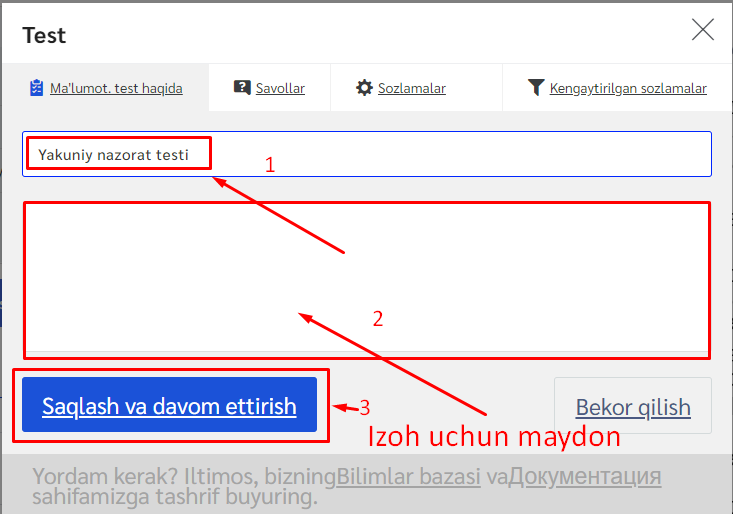 Test
Ma'lumot. test haqida Savollar Sozlamalar Kengaytirilgan sozlamalar
Yakuniy nazorat testi
1
2
Saqlash va davom ettirish 3 Bekor qilish
Izoh uchun maydon
Yordam kerak? Iltimos, bizningBilimlar bazasi vaДокументация
sahifamizga tashrif buyuring.